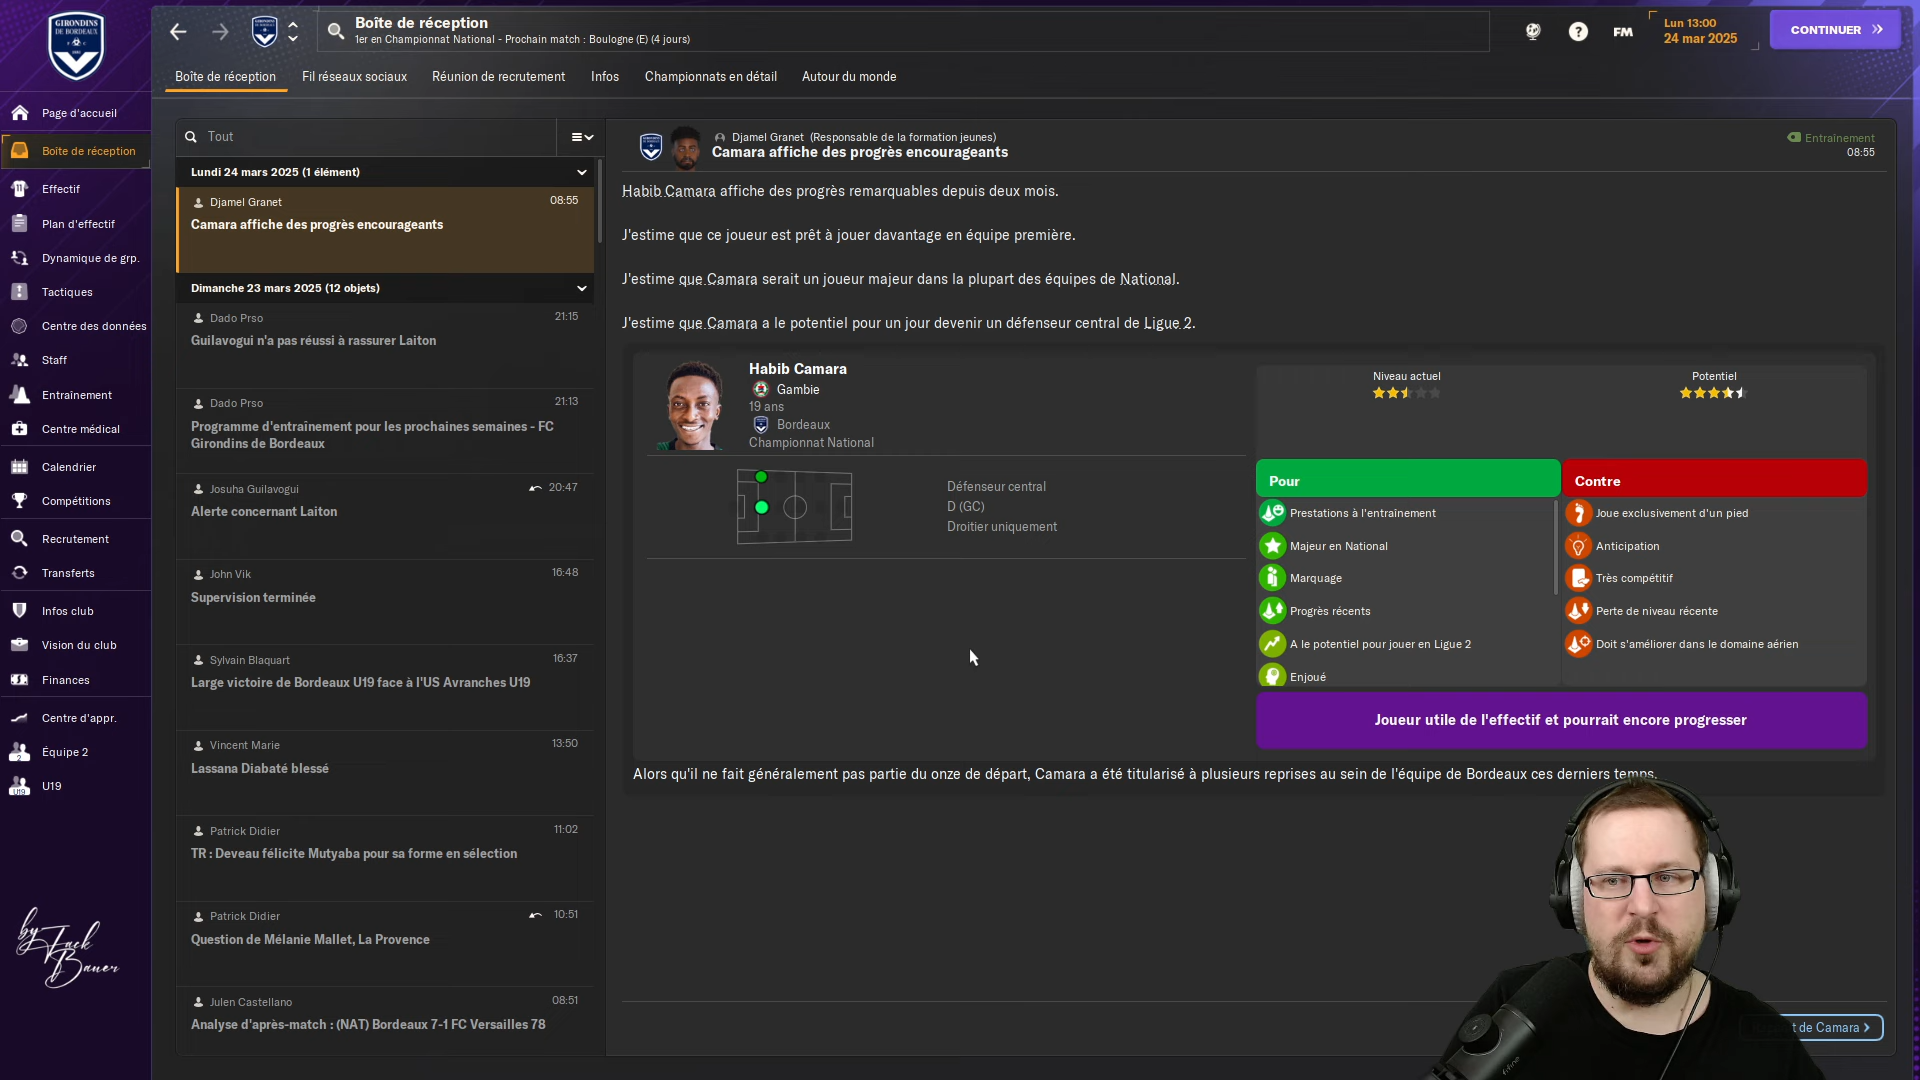 GIRONDINS
DE BORDEAUX
Boîte de réception
1er en Championnat National - Prochain match : Boulogne (E) (4 jours)
FM
Lun 13:00
24 mar 2025
CONTINUER
Boîte de réception
Fil réseaux sociaux
Réunion de recrutement
Infos
Championnats en détail
Autour du monde
Page d'accueil
Boîte de réception
Effectif
Plan d'effectif
Dynamique de grp.
Tactiques
Centre des données
Staff
Entraînement
Centre médical
Calendrier
Compétitions
Recrutement
Transferts
Infos club
Vision du club
Finances
Centre d'appr.
2
Équipe 2
U19
U19
by Jack
Bauer
Tout
Lundi 24 mars 2025 (1 élément)
Djamel Granet 08:55
Camara affiche des progrès encourageants
Dimanche 23 mars 2025 (12 objets)
Dado Prso 21:15
Guilavogui n'a pas réussi à rassurer Laiton
Dado Prso 21:13
Programme d'entraînement pour les prochaines semaines - FC
Girondins de Bordeaux
Josuha Guilavogui 20:47
Alerte concernant Laiton
John Vik 16:48
Supervision terminée
Sylvain Blaquart 16:37
Large victoire de Bordeaux U19 face à l'US Avranches U19
Vincent Marie 13:50
Lassana Diabaté blessé
Patrick Didier 11:02
TR : Deveau félicite Mutyaba pour sa forme en sélection
Patrick Didier 10:51
Question de Mélanie Mallet, La Provence
Julen Castellano 08:51
Analyse d'après-match : (NAT) Bordeaux 7-1 FC Versailles 78
Djamel Granet (Responsable de la formation jeunes)
Camara affiche des progrès encourageants
Entraînement
08:55
Habib Camara affiche des progrès remarquables depuis deux mois.
J'estime que ce joueur est prêt à jouer davantage en équipe première.
J'estime que Camara serait un joueur majeur dans la plupart des équipes de National.
J'estime que Camara a le potentiel pour un jour devenir un défenseur central de Ligue 2.
Habib Camara
Gambie
19 ans
Bordeaux
Championnat National
Défenseur central
D (GC)
Droitier uniquement
Niveau actuel
Potentiel
Pour
Contre
Prestations à l'entraînement
Majeur en National
Marquage
Progrès récents
A le potentiel pour jouer en Ligue 2
Enjoué
Joue exclusivement d'un pied
Anticipation
Très compétitif
Perte de niveau récente
Doit s'améliorer dans le domaine aérien
Joueur utile de l'effectif et pourrait encore progresser
Alors qu'il ne fait généralement pas partie du onze de départ, Camara a été titularisé à plusieurs reprises au sein de l'équipe de Bordeaux ces derniers temps.
de Camara